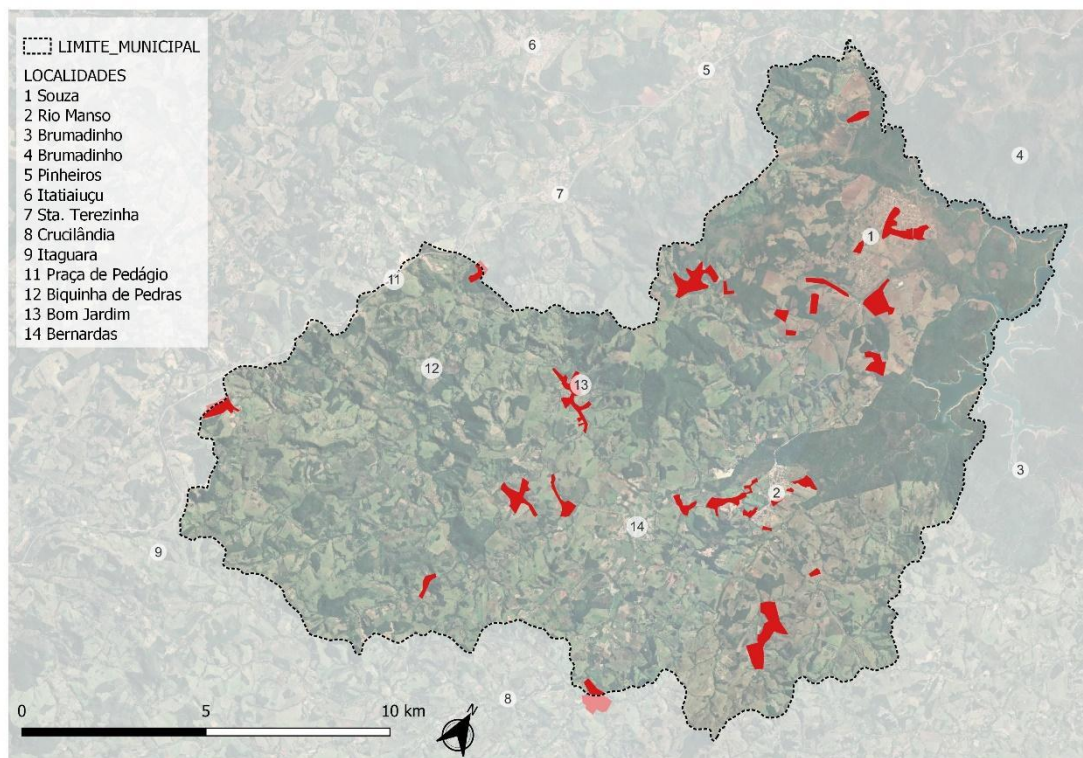 LIMITE_MUNICIPAL
LOCALIDADES
1 Souza
2 Rio Manso
3 Brumadinho
4 Brumadinho
5 Pinheiros
6 Itatiaiuçu
7 Sta. Terezinha
8 Crucilândia
9 Itaguara
11 Praça de Pedágio
12 Biquinha de Pedras
13 Bom Jardim
14 Bernardas
6
5
4
7
1
11
12
13
3
2
14
9
8
0 5 10 km
N